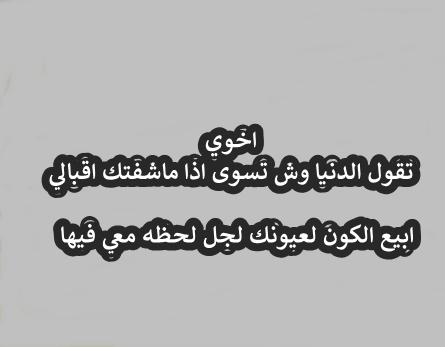 اخوي
تقول الدنيا وش تسوى اذا ماشفتك اقبالي
ابيع الكون لعيونك لجل لحظه معي فيها